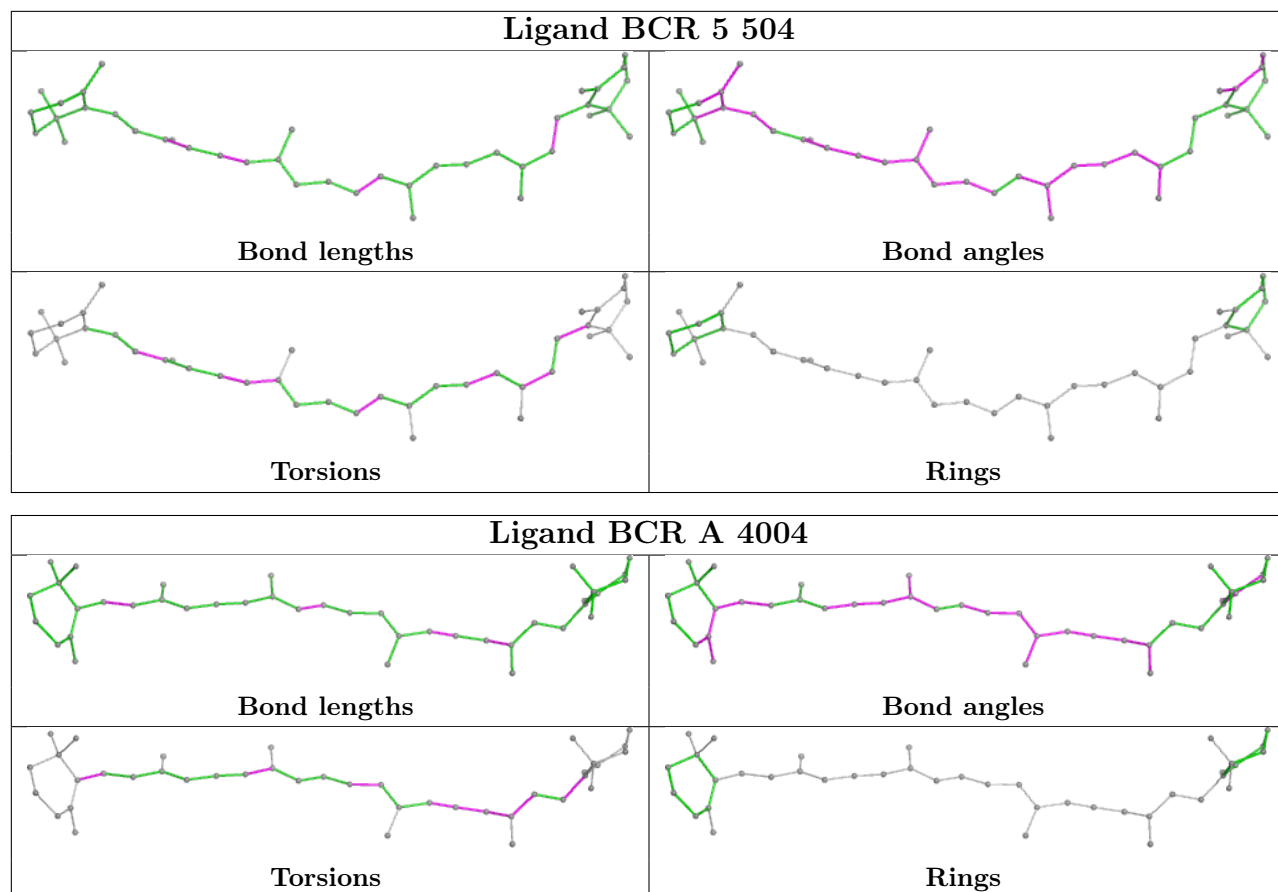 Ligand BCR 5 504
Bond lengths
Bond angles
Torsions
Rings
Ligand BCR A 4004
Bond lengths
Bond angles
Torsions
Rings